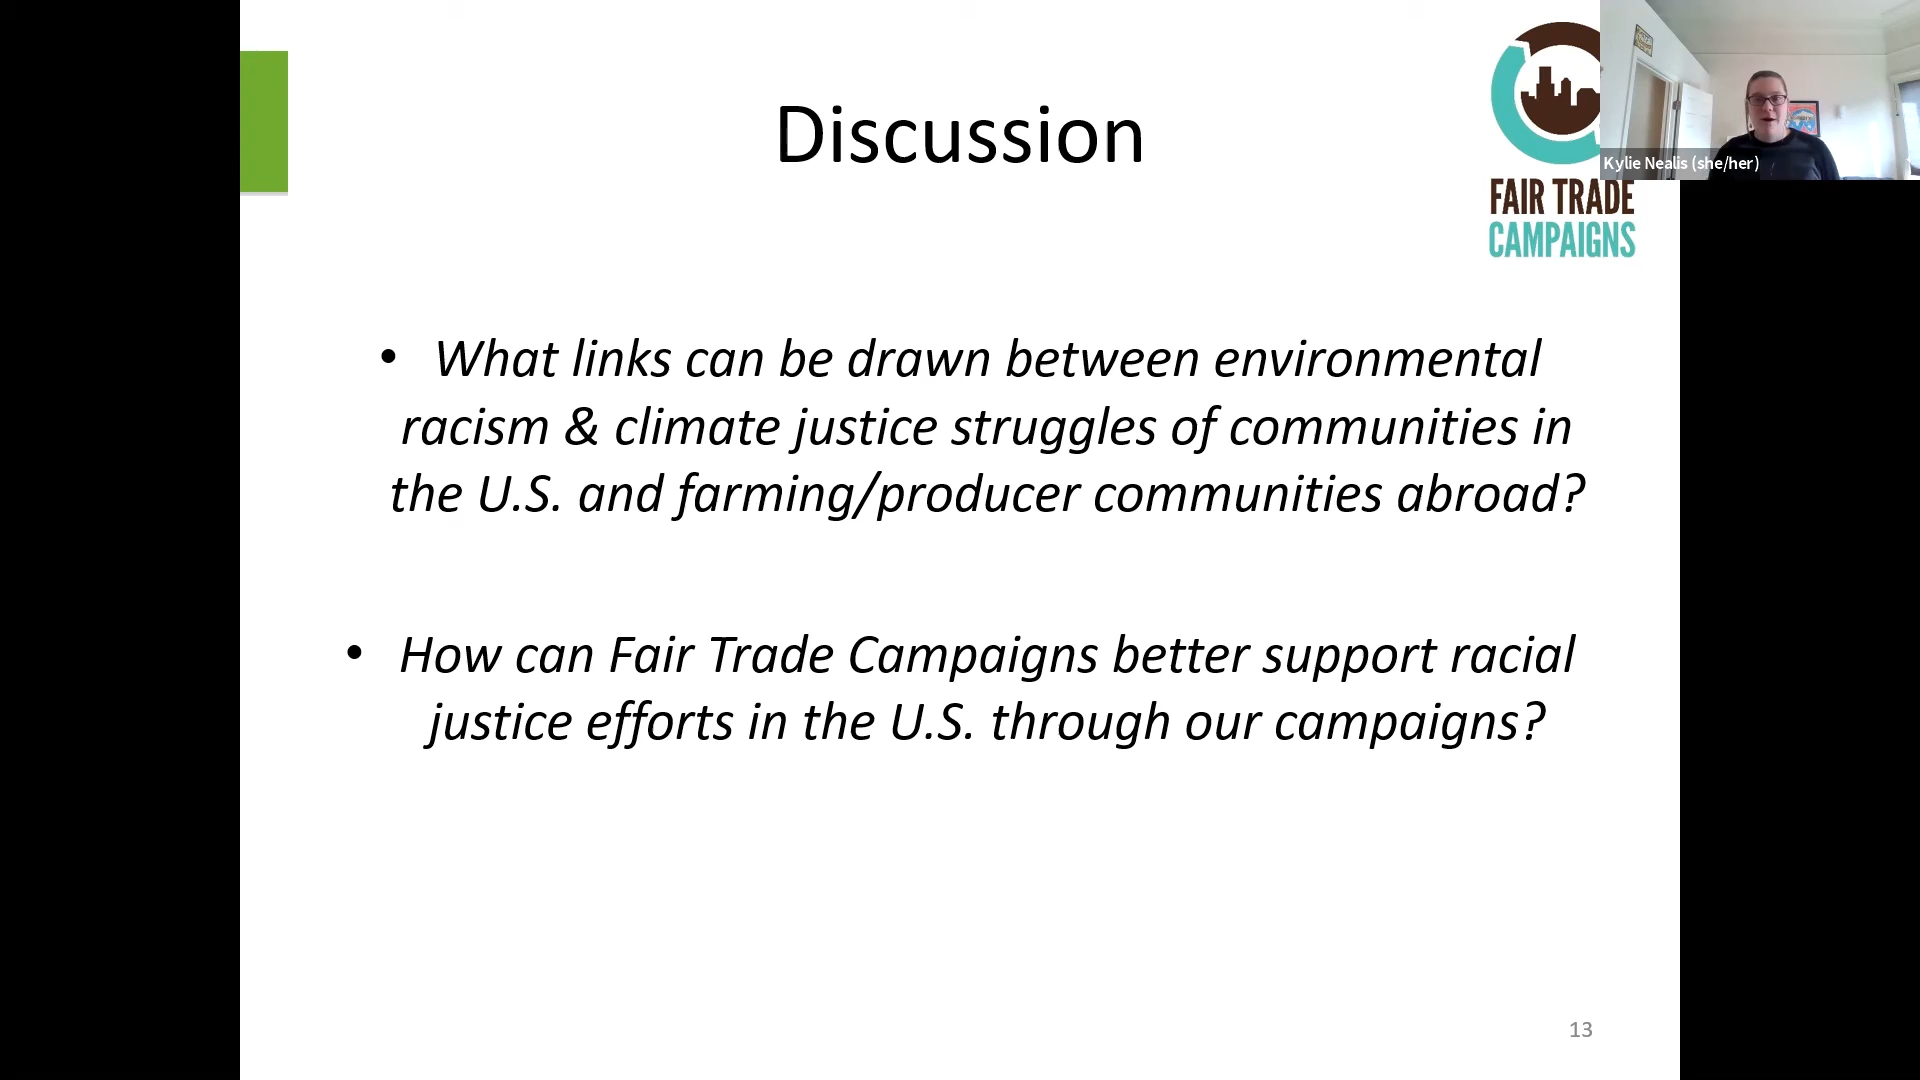 Discussion
FAIR TRADE
CAMPAIGNS
Kylie Nealis (she/her)
• What links can be drawn between environmental
racism & climate justice struggles of communities in
the U.S. and farming/producer communities abroad?
• How can Fair Trade Campaigns better support racial
justice efforts in the U.S. through our campaigns?
13